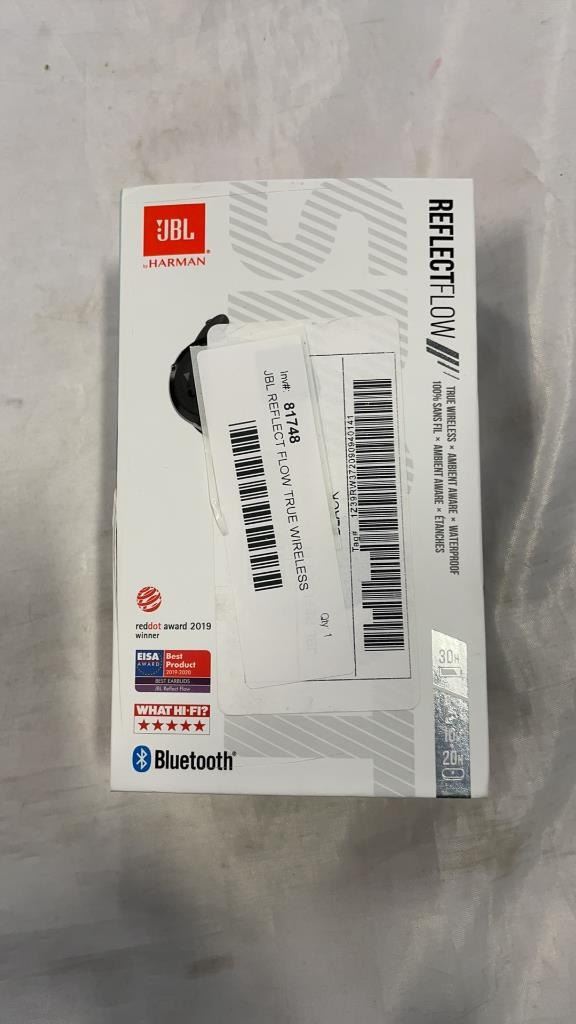 JBL
by HARMAN
REFLECTFLOW
TRUE WIRELESS × AMBIENT AWARE × WATERPROOF
100% SANS FIL × AMBIENT AWARE × ÉTANCHES
Inv#: 81748
JBL REFLECT FLOW TRUE WIRELESS
Qty 1
Tag#
1239RW37220906040141
reddot award 2019
winner
EISA
AWARD
Best
Product
2019-2020
BEST EARBUDS
JBL Reflect Flow
WHAT HI-FI?
★★★★★
Bluetooth®
30H
10H
+
20H